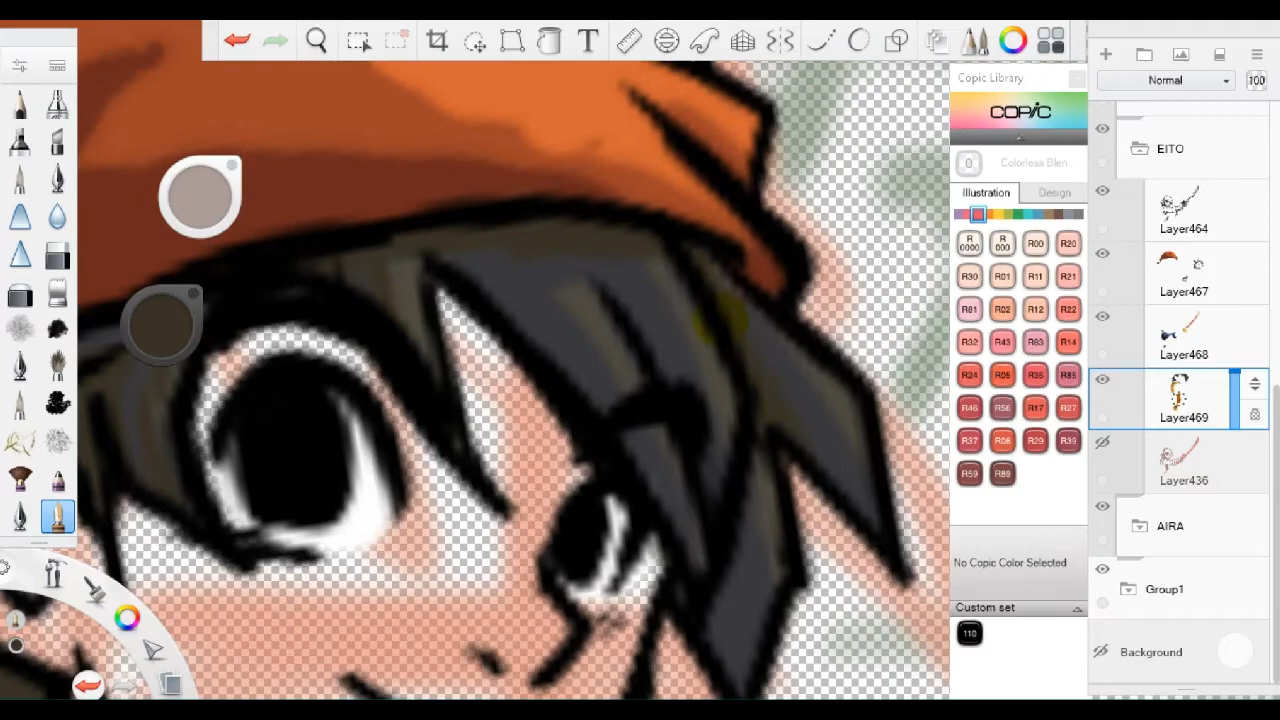 T
Normal
100
Copic Library
COPIC
0
Colorless Blen...
Illustration
Design
R 0000
R 000
R00
R20
R30
R01
R11
R21
R81
R02
R12
R22
R32
R43
R83
R14
R24
R05
R35
R85
R46
R56
R17
R27
R37
R08
R29
R39
R59
R89
No Copic Color Selected
Custom set
110
EITO
Layer464
Layer467
Layer468
Layer469
Layer436
AIRA
Group1
Background